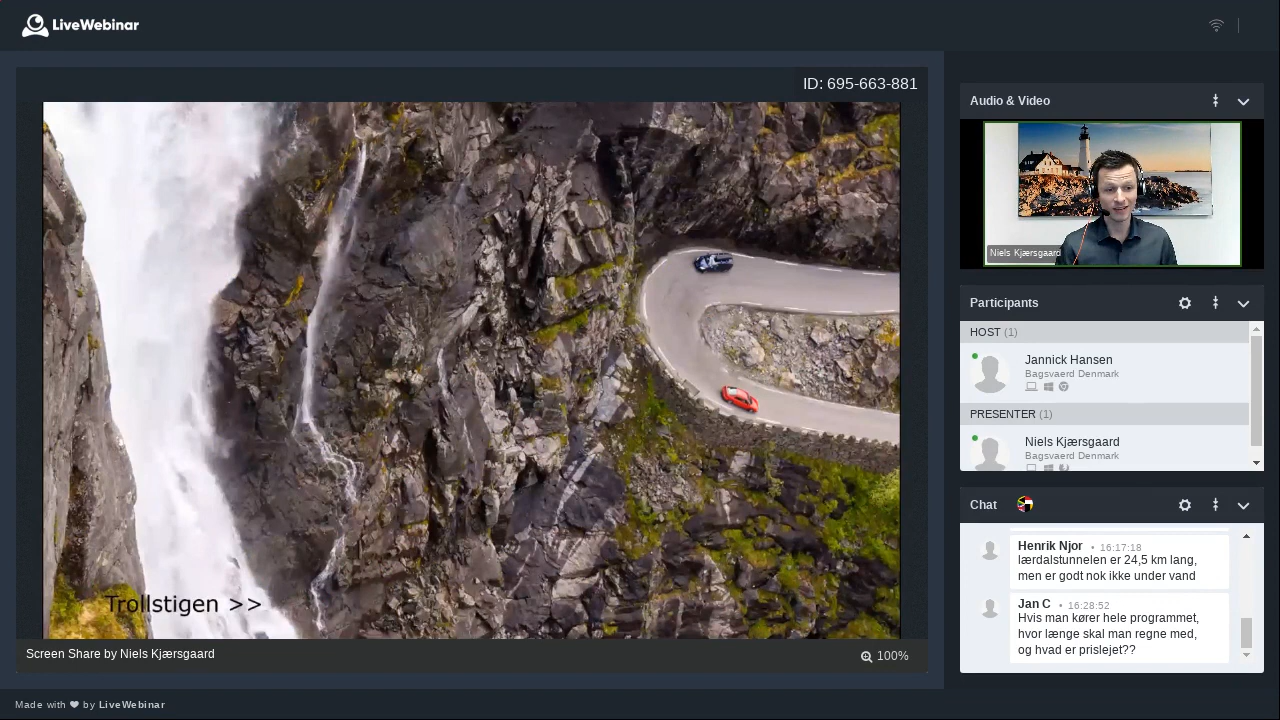 LiveWebinar
ID: 695-663-881
Trollstigen >>
Screen Share by Niels Kjærsgaard
100%
Audio & Video
Niels Kjærsgaard
Participants
HOST (1)
Jannick Hansen
Bagsvaerd Denmark
PRESENTER (1)
Niels Kjærsgaard
Bagsvaerd Denmark
Chat
Henrik Njor • 16:17:18
lærdalstunnelen er 24,5 km lang,
men er godt nok ikke under vand
Jan C • 16:28:52
Hvis man kører hele programmet,
hvor længe skal man regne med,
og hvad er prislejet??
Made with ❤ by LiveWebinar